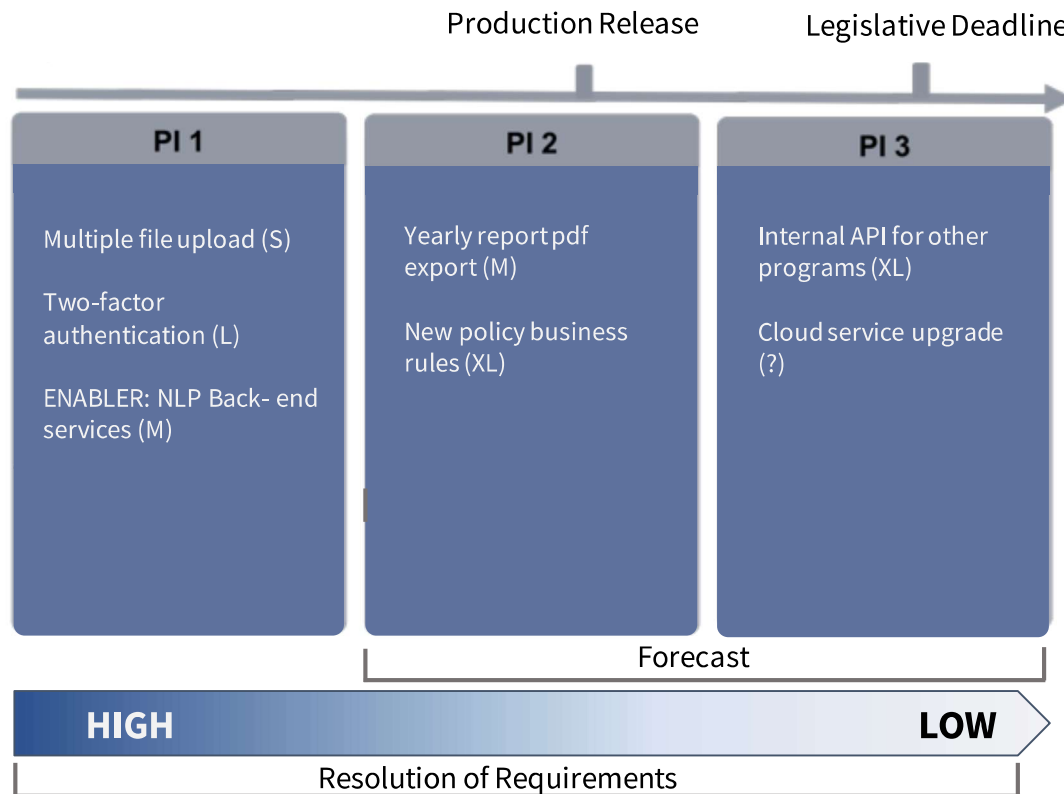 Production Release
Legislative Deadline
PI 1
Multiple file upload (S)
Two-factor
authentication (L)
ENABLER: NLP Back- end
services (M)
PI 2
Yearly report pdf
export (M)
New policy business
rules (XL)
PI 3
Internal API for other
programs (XL)
Cloud service upgrade
(?)
Forecast
HIGH
LOW
Resolution of Requirements